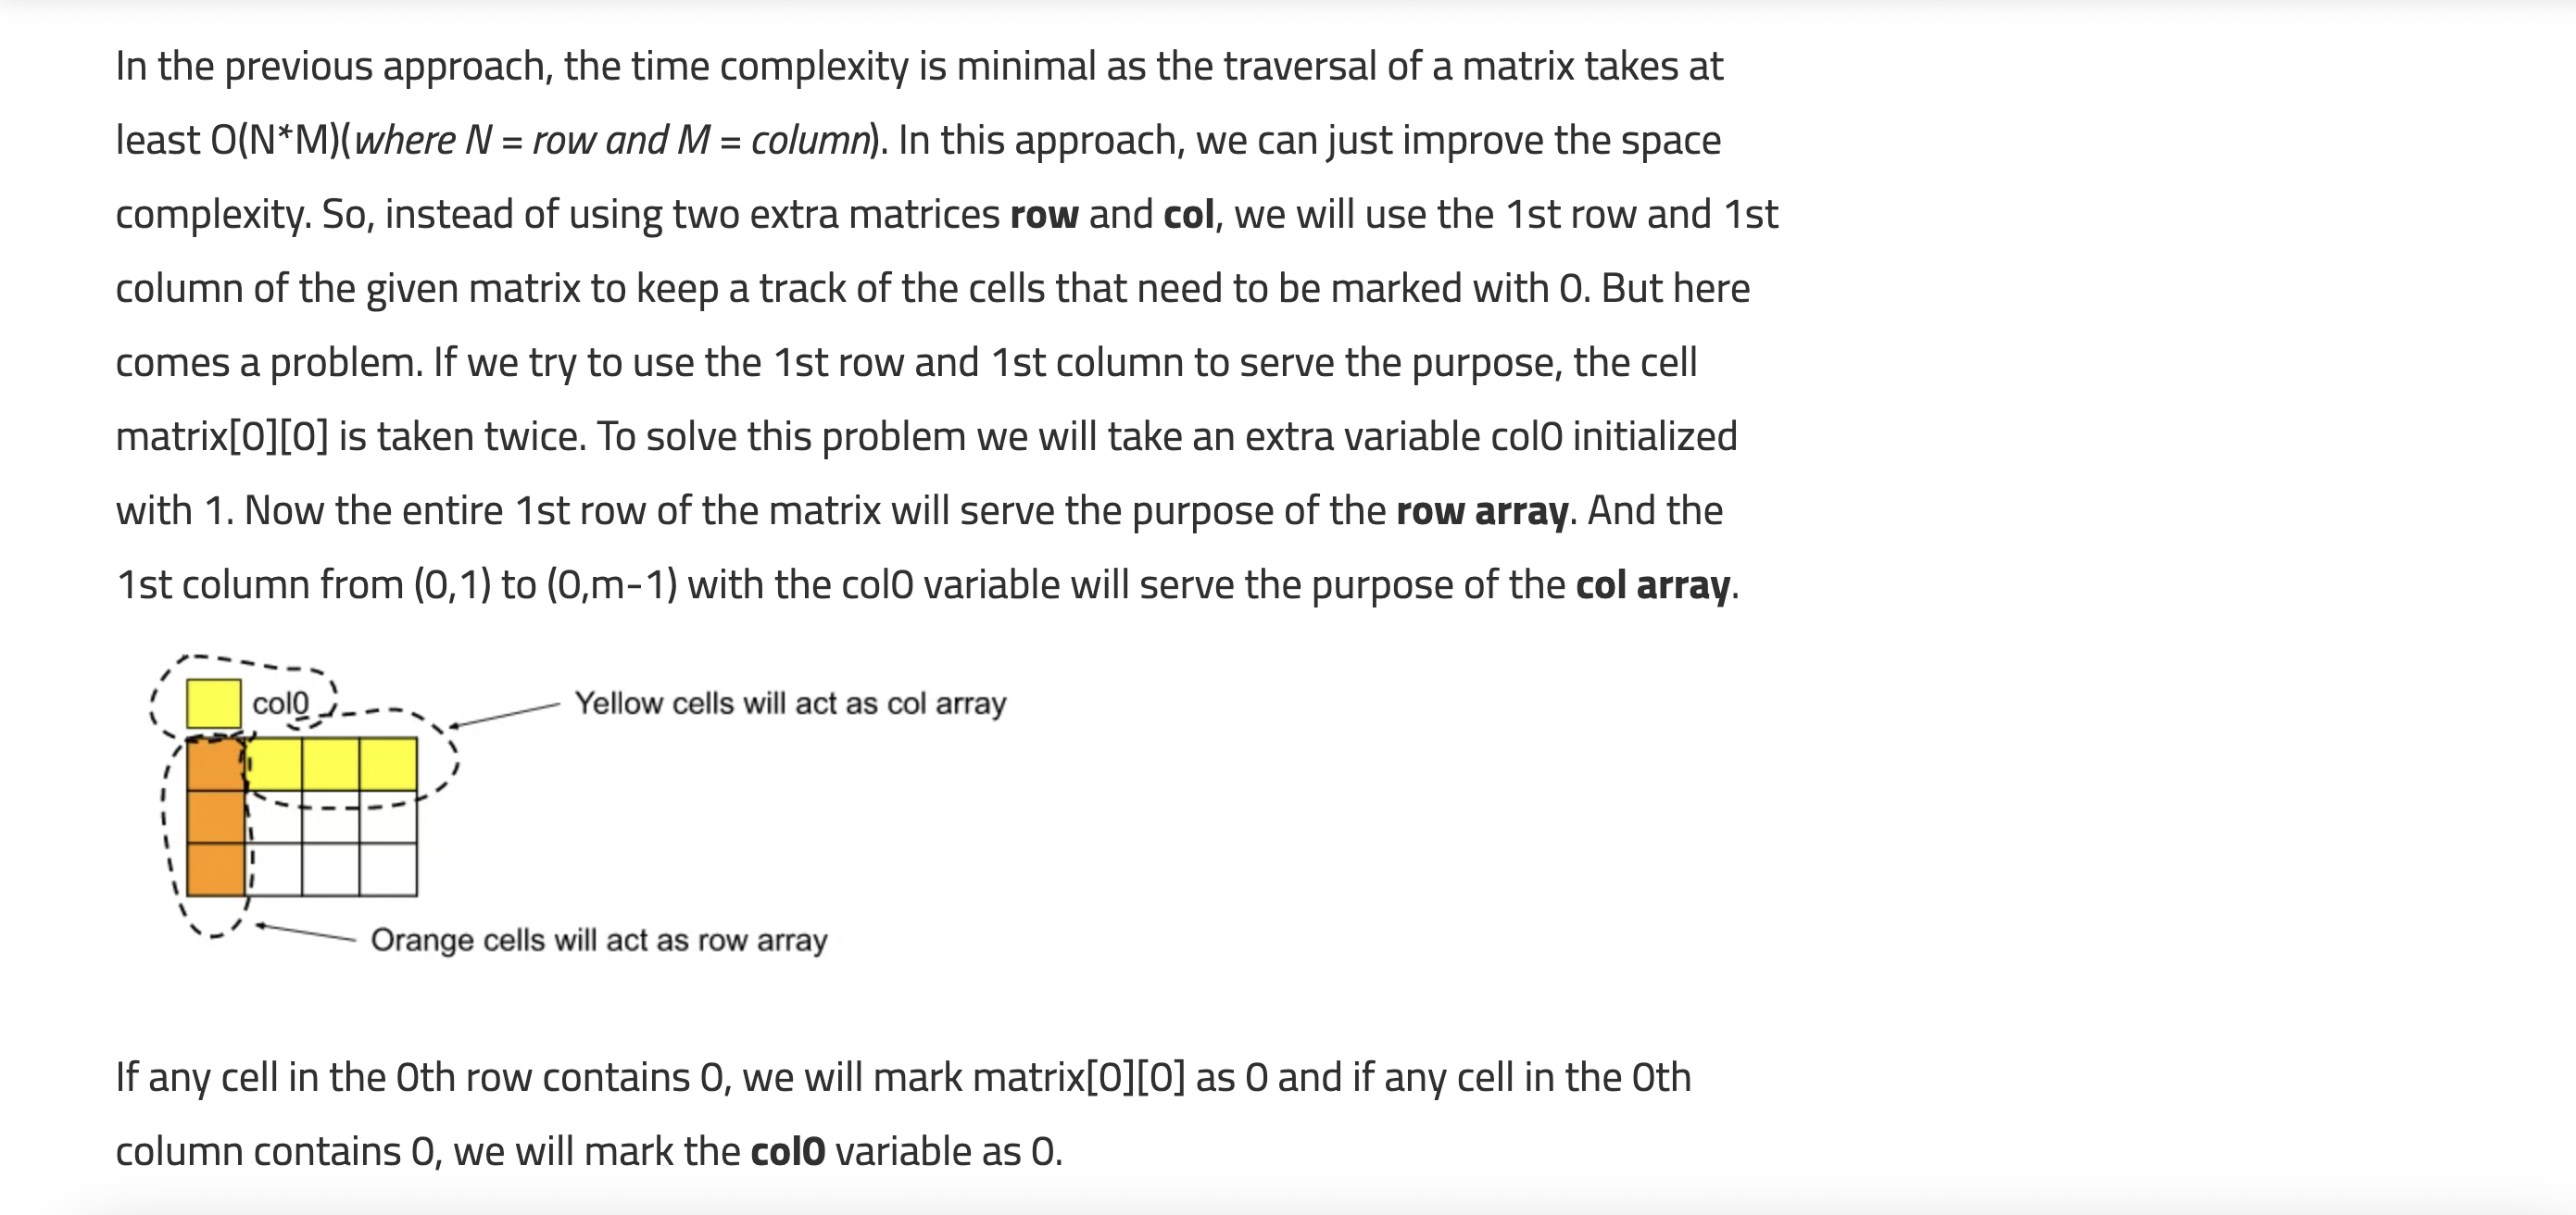 In the previous approach, the time complexity is minimal as the traversal of a matrix takes at
least O(N*M)(where N = row and M = column). In this approach, we can just improve the space
complexity. So, instead of using two extra matrices row and col, we will use the 1st row and 1st
column of the given matrix to keep a track of the cells that need to be marked with 0. But here
comes a problem. If we try to use the 1st row and 1st column to serve the purpose, the cell
matrix[0][0] is taken twice. To solve this problem we will take an extra variable col0 initialized
with 1. Now the entire 1st row of the matrix will serve the purpose of the row array. And the
1st column from (0,1) to (0,m-1) with the col0 variable will serve the purpose of the col array.
col0
Yellow cells will act as col array
Orange cells will act as row array
If any cell in the 0th row contains 0, we will mark matrix[0][0] as 0 and if any cell in the 0th
column contains 0, we will mark the col0 variable as 0.